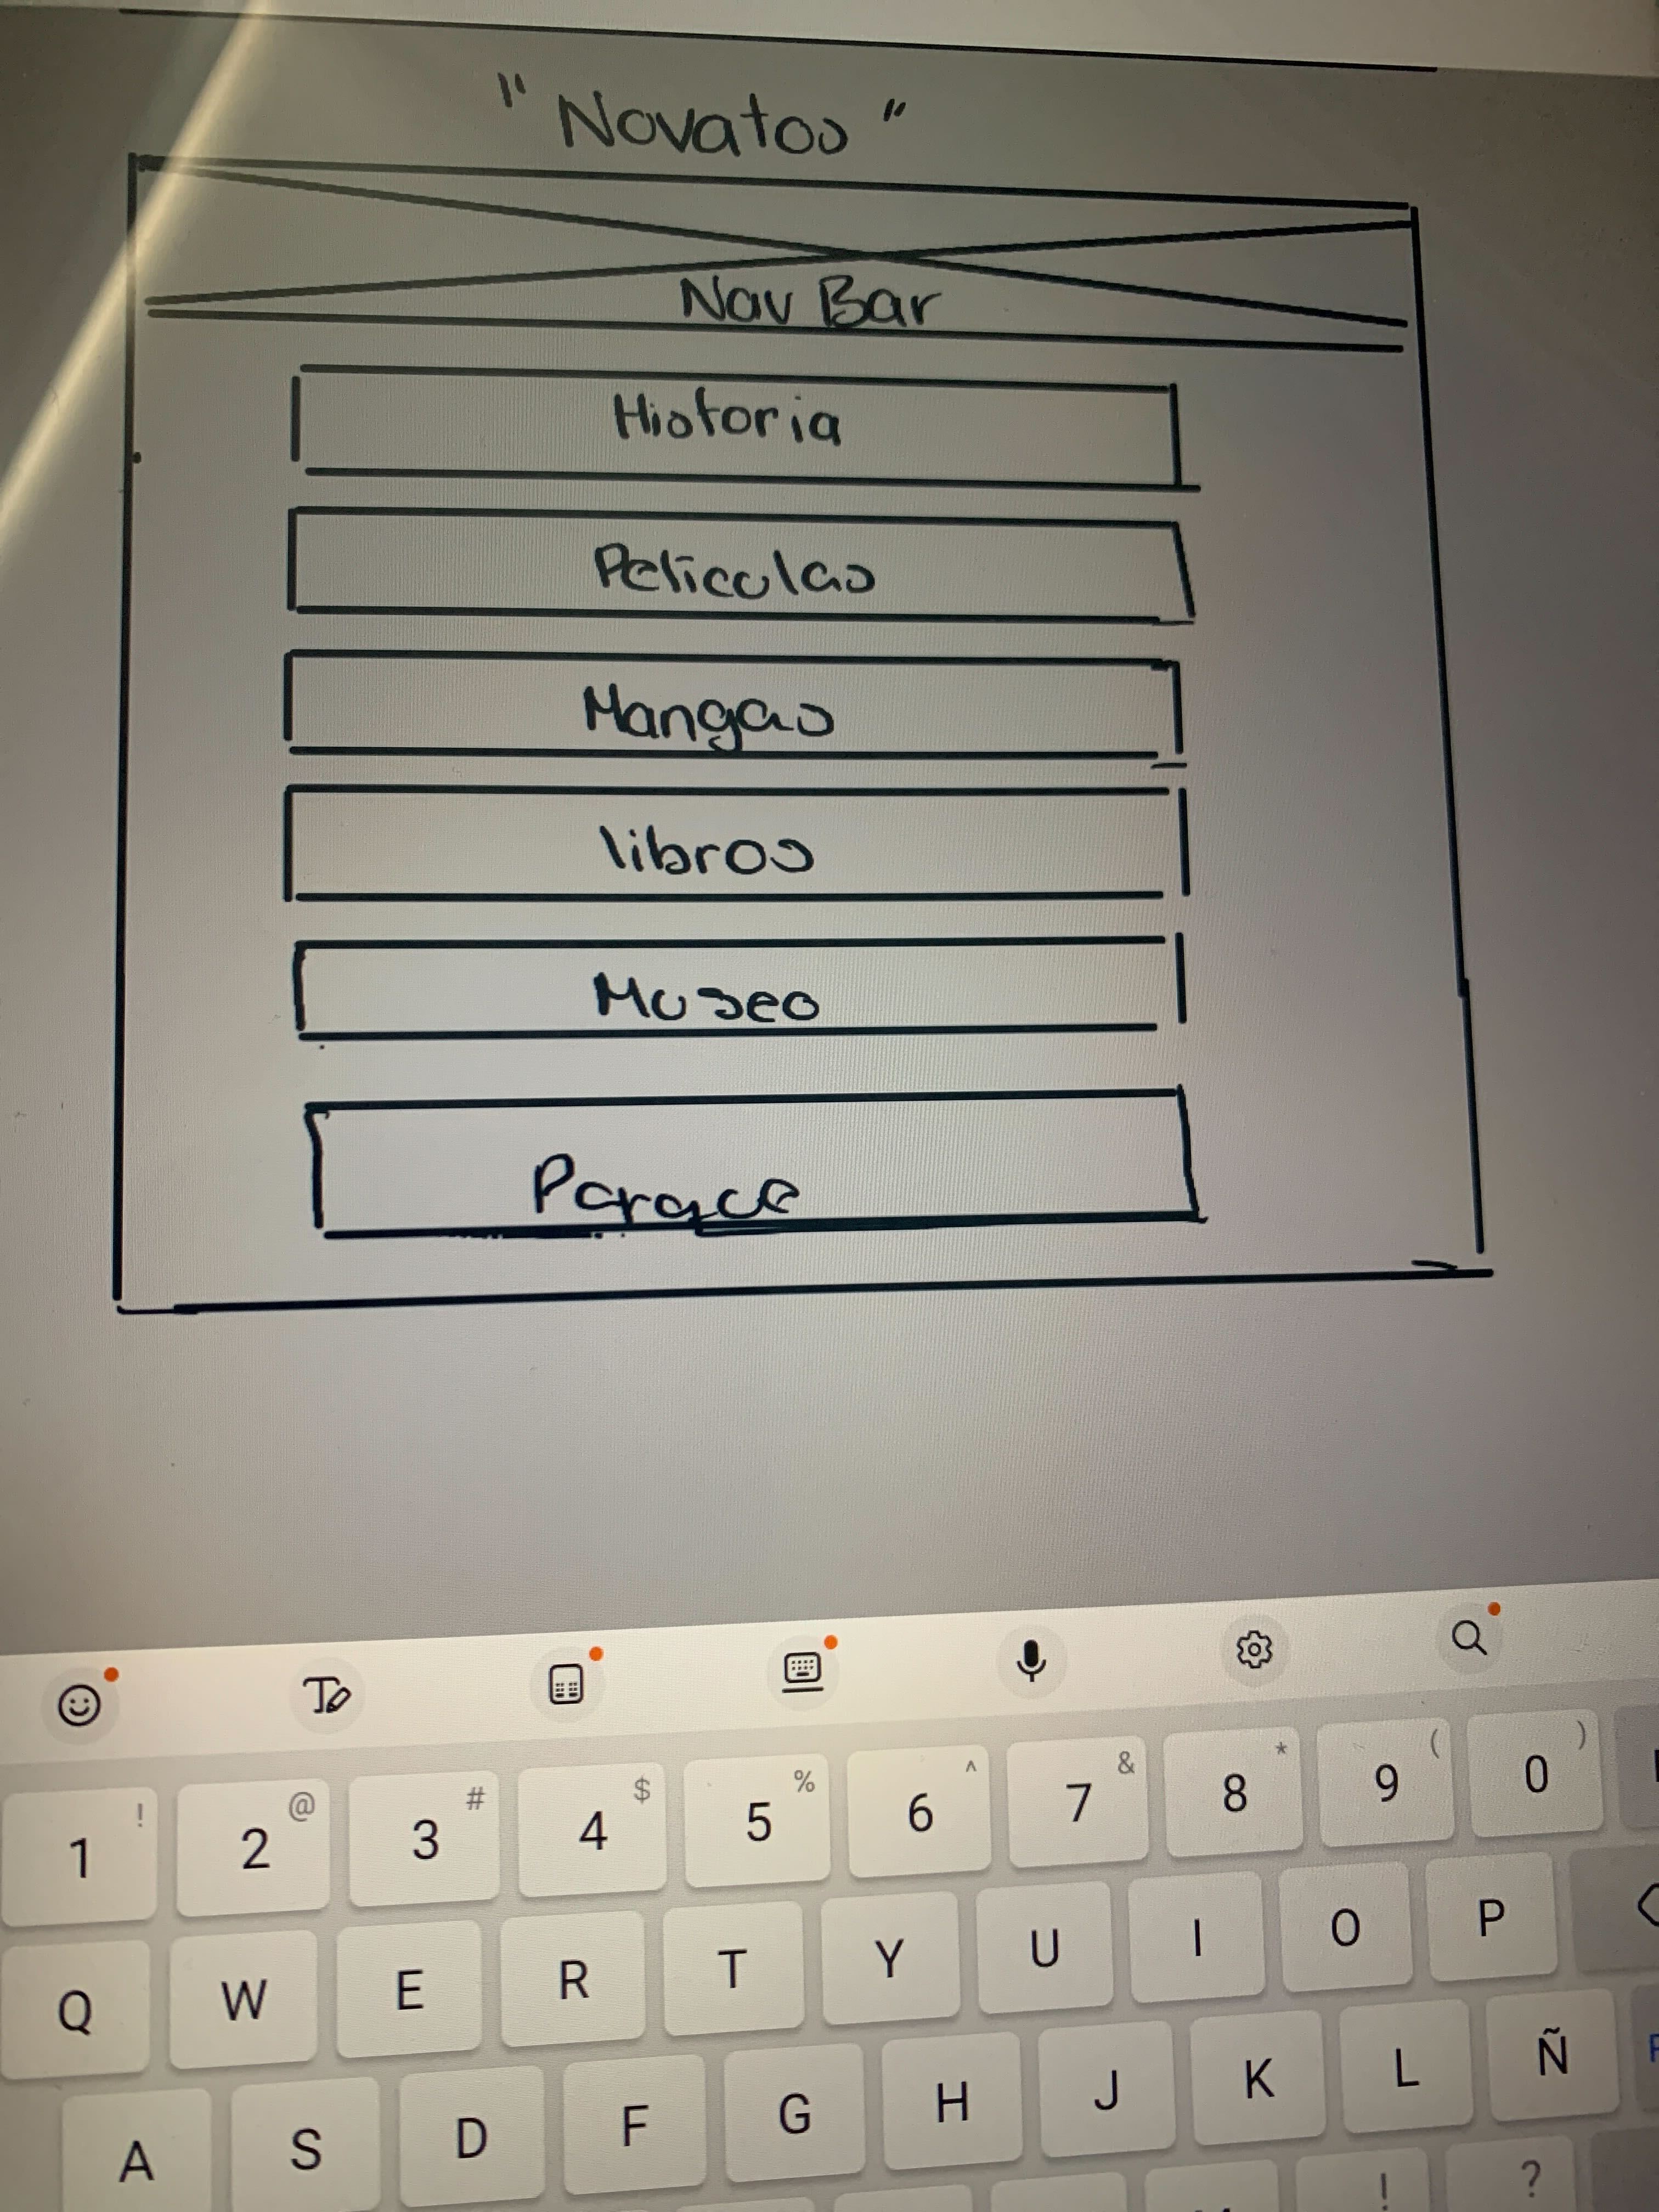 "Novatos"
Nav Bar
Historia
Peliculas
Mangas
libros
Museo
Parque
! @ # $ % ^ & * ( )
1 2 3 4 5 6 7 8 9 0
Q W E R T Y U I O P
A S D F G H J K L Ñ
! ?